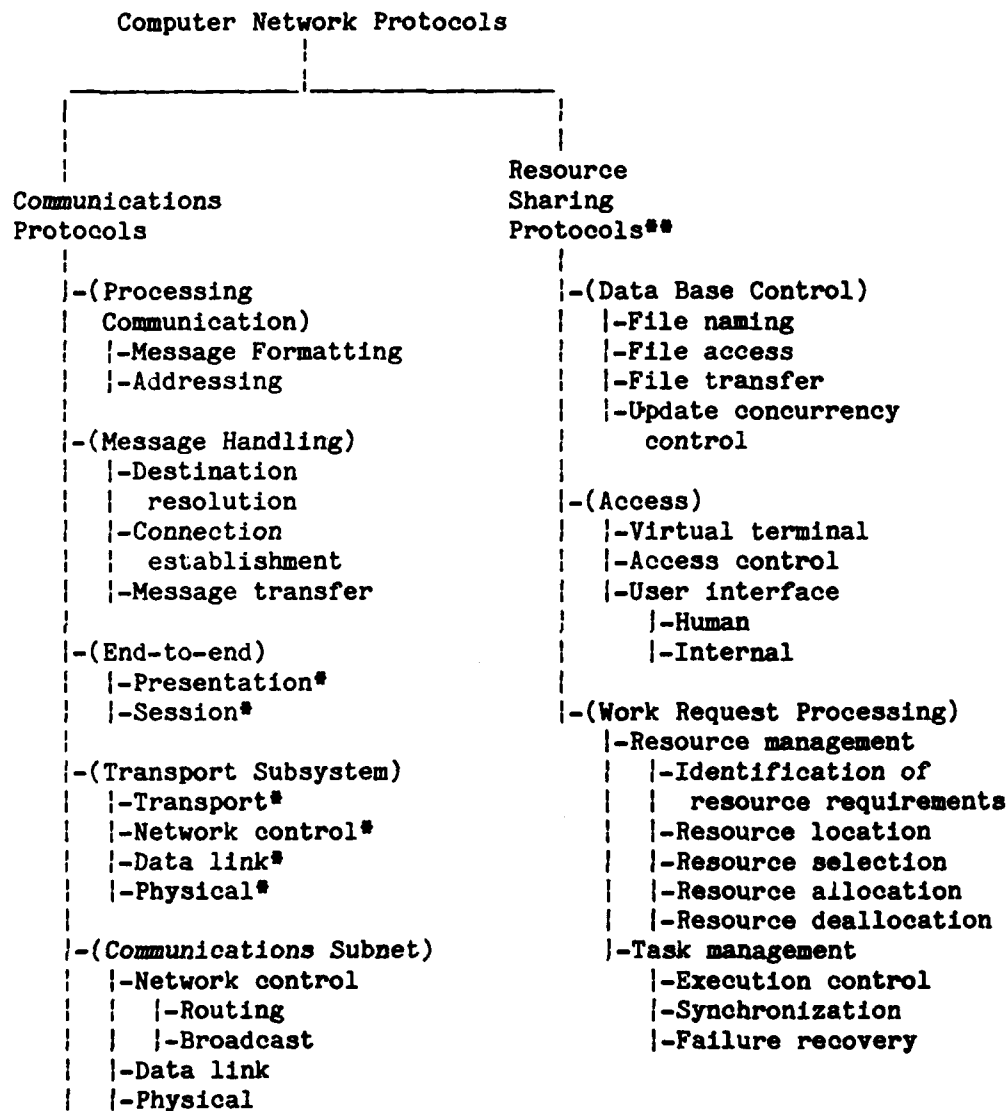 Computer Network Protocols
Communications
Protocols
-(Processing
Communication)
-Message Formatting
-Addressing
-(Message Handling)
-Destination
resolution
-Connection
establishment
-Message transfer
-(End-to-end)
-Presentation*
-Session*
-(Transport Subsystem)
-Transport*
-Network control*
-Data link*
-Physical*
-(Communications Subnet)
-Network control
-Routing
-Broadcast
-Data link
-Physical
Resource
Sharing
Protocols**
-(Data Base Control)
-File naming
-File access
-File transfer
-Update concurrency
control
-(Access)
-Virtual terminal
-Access control
-User interface
-Human
-Internal
-(Work Request Processing)
-Resource management
-Identification of
resource requirements
-Resource location
-Resource selection
-Resource allocation
-Resource deallocation
-Task management
-Execution control
-Synchronization
-Failure recovery